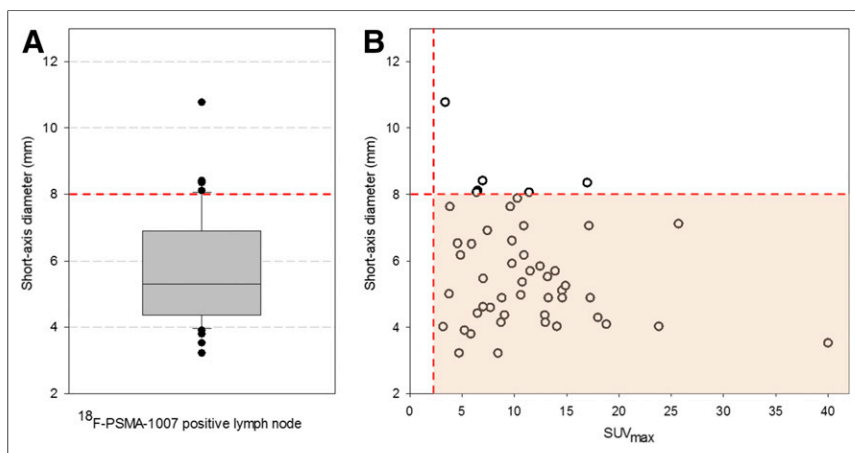 A
Short-axis diameter (mm)
12
10
8
6
4
2
18F-PSMA-1007 positive lymph node
B
Short-axis diameter (mm)
12
10
8
6
4
2
0 5 10 15 20 25 30 35 40
SUVmax